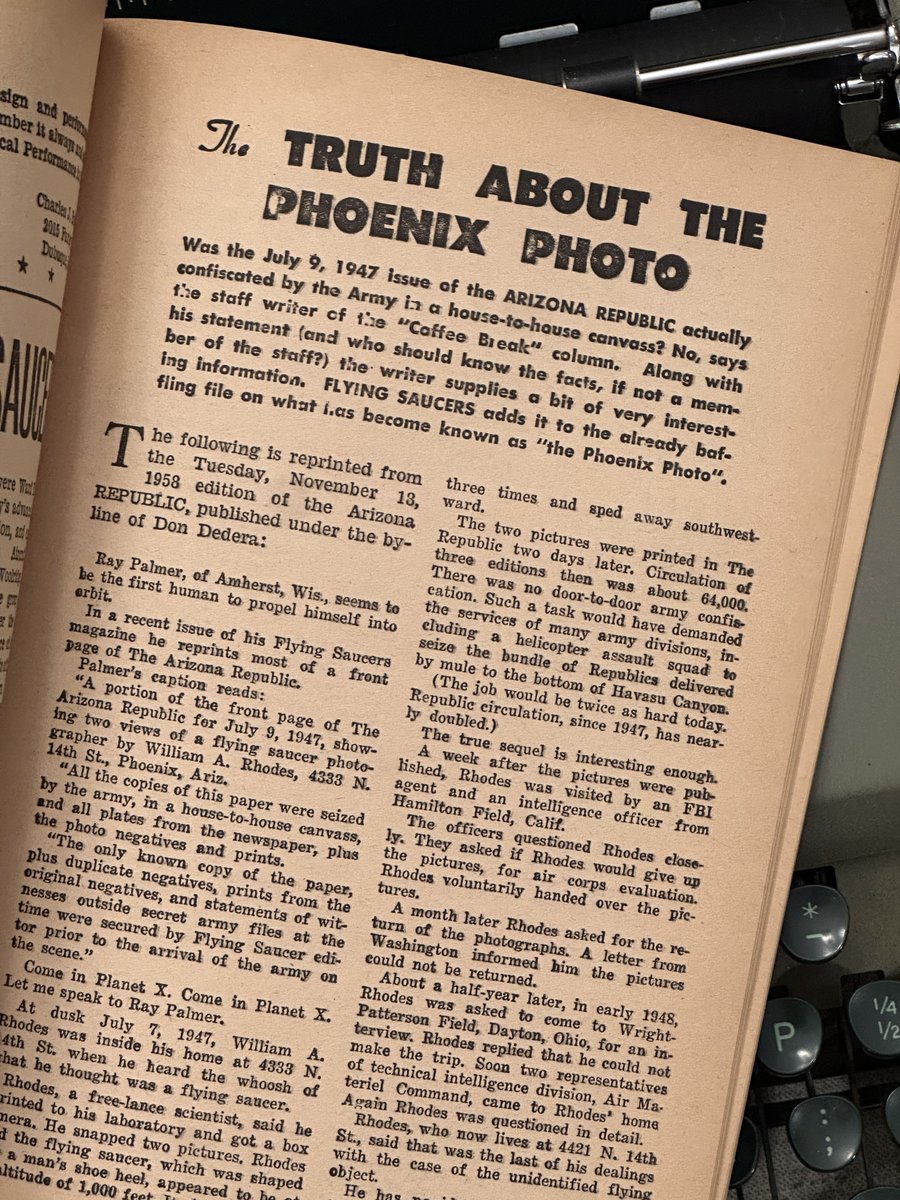 sign and
mber it always
cal Performance
Charles J.
2015
★ ★
The TRUTH ABOUT THE
PHOENIX PHOTO
Was the July 9, 1947 issue of the ARIZONA REPUBLIC actually
confiscated by the Army in a house-to-house canvass? No, says
the staff writer of the "Coffee Break" column. Along with
his statement (and who should know the facts, if not a mem-
ber of the staff?) the writer supplies a bit of very interest-
ing information. FLYING SAUCERS adds it to the already baf-
fling file on what has become known as "the Phoenix Photo".
The following is reprinted from
the Tuesday, November 13,
1958 edition of the Arizona
REPUBLIC, published under the by-
line of Don Dedera:
Ray Palmer, of Amherst, Wis., seems to
be the first human to propel himself into
orbit.
In a recent issue of his Flying Saucers
magazine he reprints most of a front
page of The Arizona Republic.
Palmer's caption reads:
"A portion of the front page of The
Arizona Republic for July 9, 1947, show-
ing two views of a flying saucer photo-
grapher by William A. Rhodes, 4333 N.
14th St., Phoenix, Ariz.
"All the copies of this paper were seized
by the army, in a house-to-house canvass,
and all plates from the newspaper, plus
the photo negatives and prints.
"The only known copy of the paper,
plus duplicate negatives, prints from the
original negatives, and statements of wit-
nesses outside secret army files at the
time were secured by Flying Saucer edi-
tor prior to the arrival of the army on
the scene."
Come in Planet X. Come in Planet X.
Let me speak to Ray Palmer.
At dusk July 7, 1947, William A.
Rhodes was inside his home at 4333 N.
14th St. when he heard the whoosh of
what he thought was a flying saucer.
Rhodes, a free-lance scientist, said he
rinted to his laboratory and got a box
mera. He snapped two pictures. Rhodes
d the flying saucer, which was shaped
a man's shoe heel, appeared to be at
altitude of 1,000 feet.
three times and sped away southwest-
ward.
The two pictures were printed in The
Republic two days later. Circulation of
three editions then was about 64,000.
There was no door-to-door army confis-
cation. Such a task would have demanded
the services of many army divisions, in-
cluding a helicopter assault squad to
seize the bundle of Republics delivered
by mule to the bottom of Havasu Canyon.
(The job would be twice as hard today.
Republic circulation, since 1947, has near-
ly doubled.)
The true sequel is interesting enough.
A week after the pictures were pub-
lished, Rhodes was visited by an FBI
agent and an intelligence officer from
Hamilton Field, Calif.
The officers questioned Rhodes close-
ly. They asked if Rhodes would give up
the pictures, for air corps evaluation.
Rhodes voluntarily handed over the pic-
tures.
A month later Rhodes asked for the re-
turn of the photographs. A letter from
Washington informed him the pictures
could not be returned.
About a half-year later, in early 1948,
Rhodes was asked to come to Wright-
Patterson Field, Dayton, Ohio, for an in-
terview. Rhodes replied that he could not
make the trip. Soon two representatives
of technical intelligence division, Air Ma-
teriel Command, came to Rhodes' home
Again Rhodes was questioned in detail.
Rhodes, who now lives at 4421 N. 14th
St., said that was the last of his dealings
with the case of the unidentified flying
object.
He has
* -
P
1/4
1/2
: ;